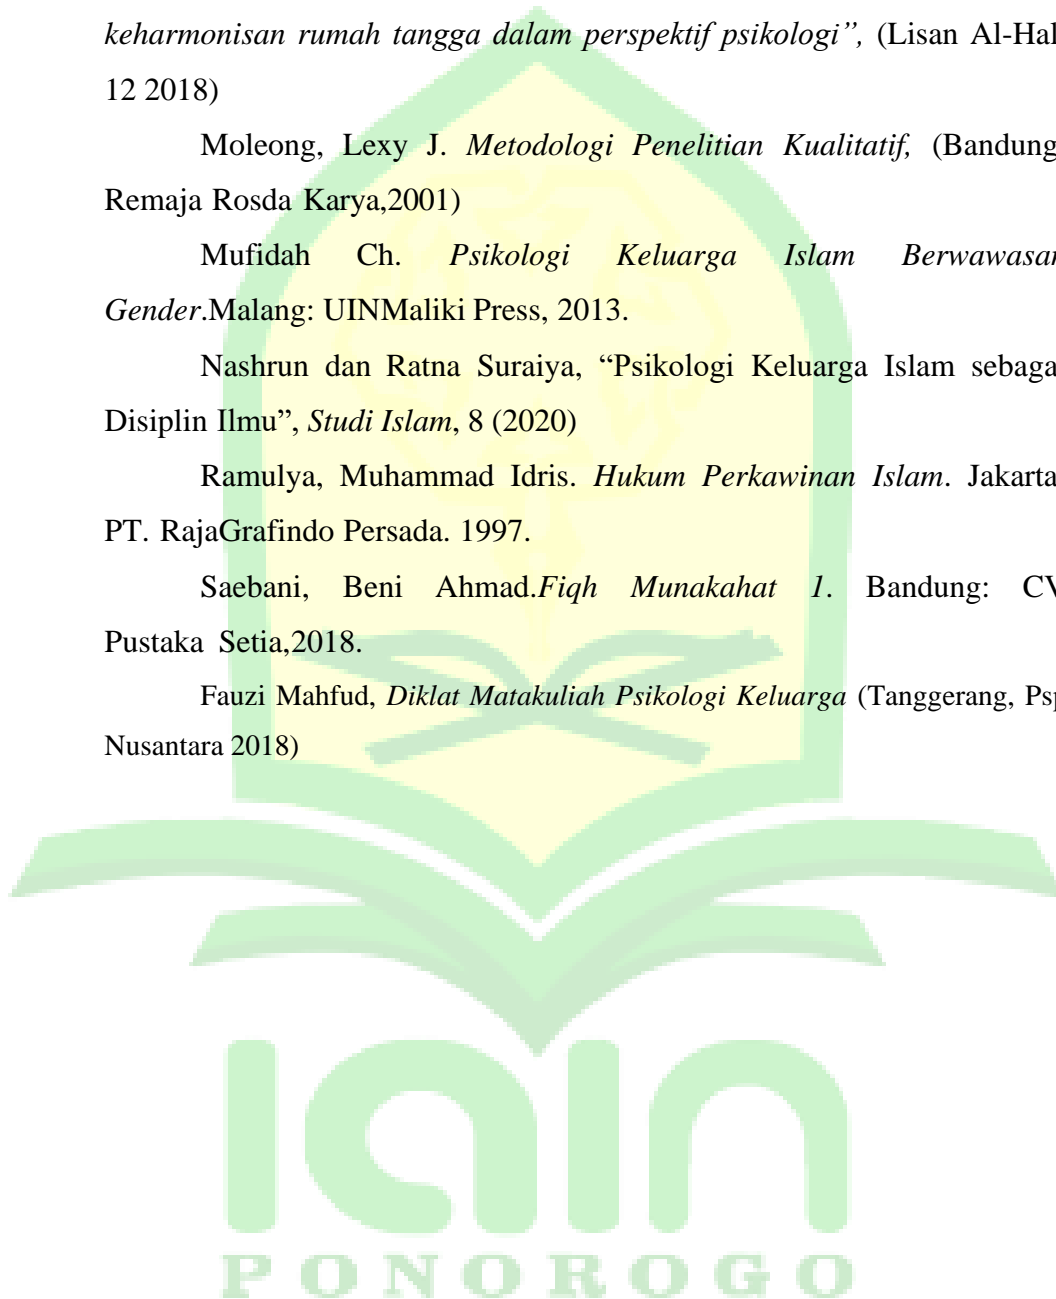 keharmonisan rumah tangga dalam perspektif psikologi”, (Lisan Al-Hal
12 2018)
Moleong, Lexy J. Metodologi Penelitian Kualitatif, (Bandung
Remaja Rosda Karya,2001)
Mufidah Ch. Psikologi Keluarga Islam Berwawasan
Gender.Malang: UINMaliki Press, 2013.
Nashrun dan Ratna Suraiya, “Psikologi Keluarga Islam sebaga
Disiplin Ilmu”, Studi Islam, 8 (2020)
Ramulya, Muhammad Idris. Hukum Perkawinan Islam. Jakarta
PT. RajaGrafindo Persada. 1997.
Saebani, Beni Ahmad.Fiqh Munakahat 1. Bandung: CV
Pustaka Setia,2018.
Fauzi Mahfud, Diklat Matakuliah Psikologi Keluarga (Tanggerang, Psp
Nusantara 2018)
iain
PONOROGO